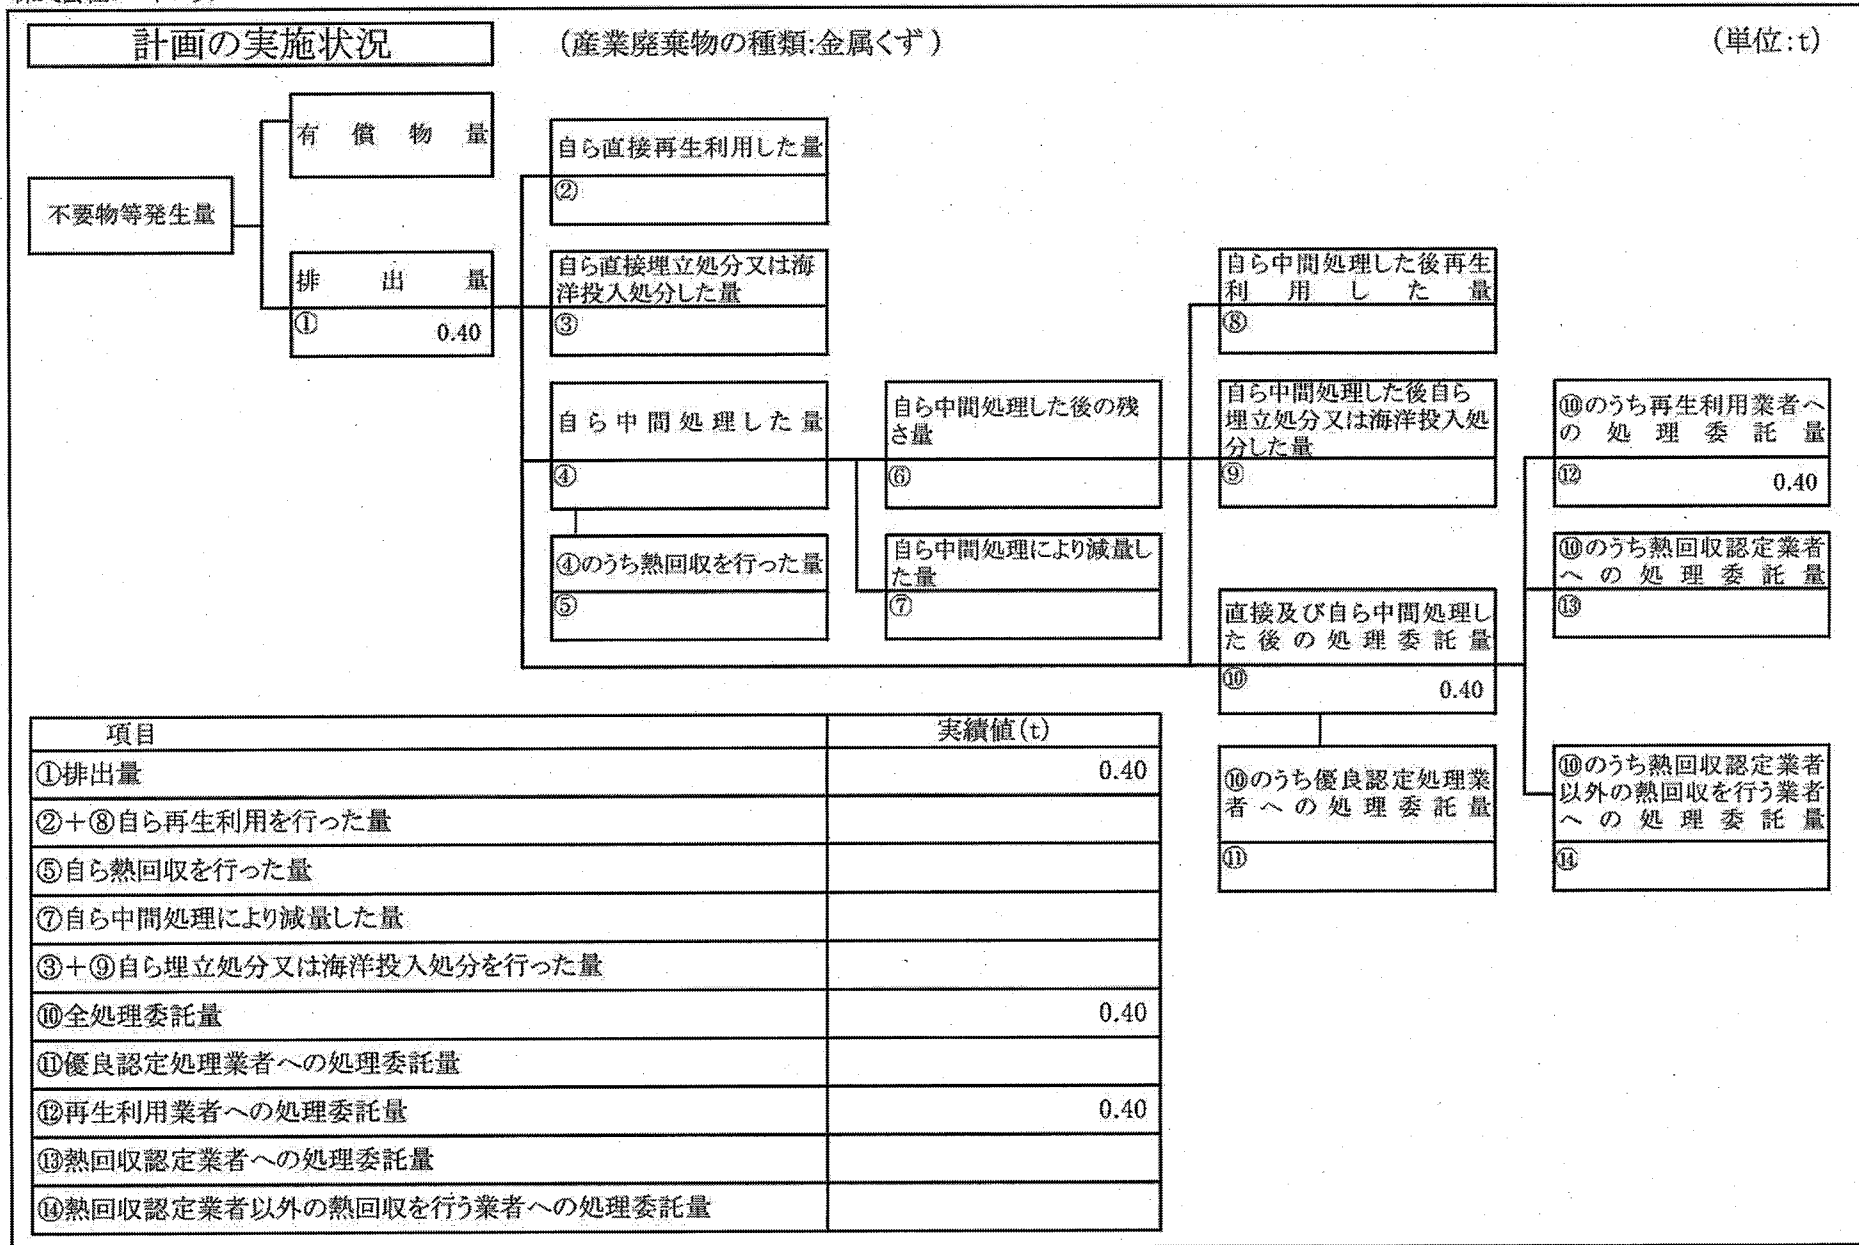 計画の実施状況 (産業廃棄物の種類:金属くず) (単位:t)
有償物量
不要物等発生量
排出量
① 0.40
自ら直接再生利用した量
②
自ら直接埋立処分又は海
洋投入処分した量
③
自ら中間処理した量
④
④のうち熱回収を行った量
⑤
自ら中間処理した後の残
さ量
⑥
自ら中間処理により減量し
た量
⑦
自ら中間処理した後再生
利用した量
⑧
自ら中間処理した後自ら
埋立処分又は海洋投入処
分した量
⑨
直接及び自ら中間処理し
た後の処理委託量
⑩ 0.40
⑩のうち優良認定処理業
者への処理委託量
⑪
⑩のうち再生利用業者へ
の処理委託量
⑫ 0.40
⑩のうち熱回収認定業者
への処理委託量
⑬
⑩のうち熱回収認定業者
以外の熱回収を行う業者
への処理委託量
⑭
項目 実績値(t)
①排出量 0.40
②+⑧自ら再生利用を行った量
⑤自ら熱回収を行った量
⑦自ら中間処理により減量した量
③+⑨自ら埋立処分又は海洋投入処分を行った量
⑩全処理委託量 0.40
⑪優良認定処理業者への処理委託量
⑫再生利用業者への処理委託量 0.40
⑬熱回収認定業者への処理委託量
⑭熱回収認定業者以外の熱回収を行う業者への処理委託量